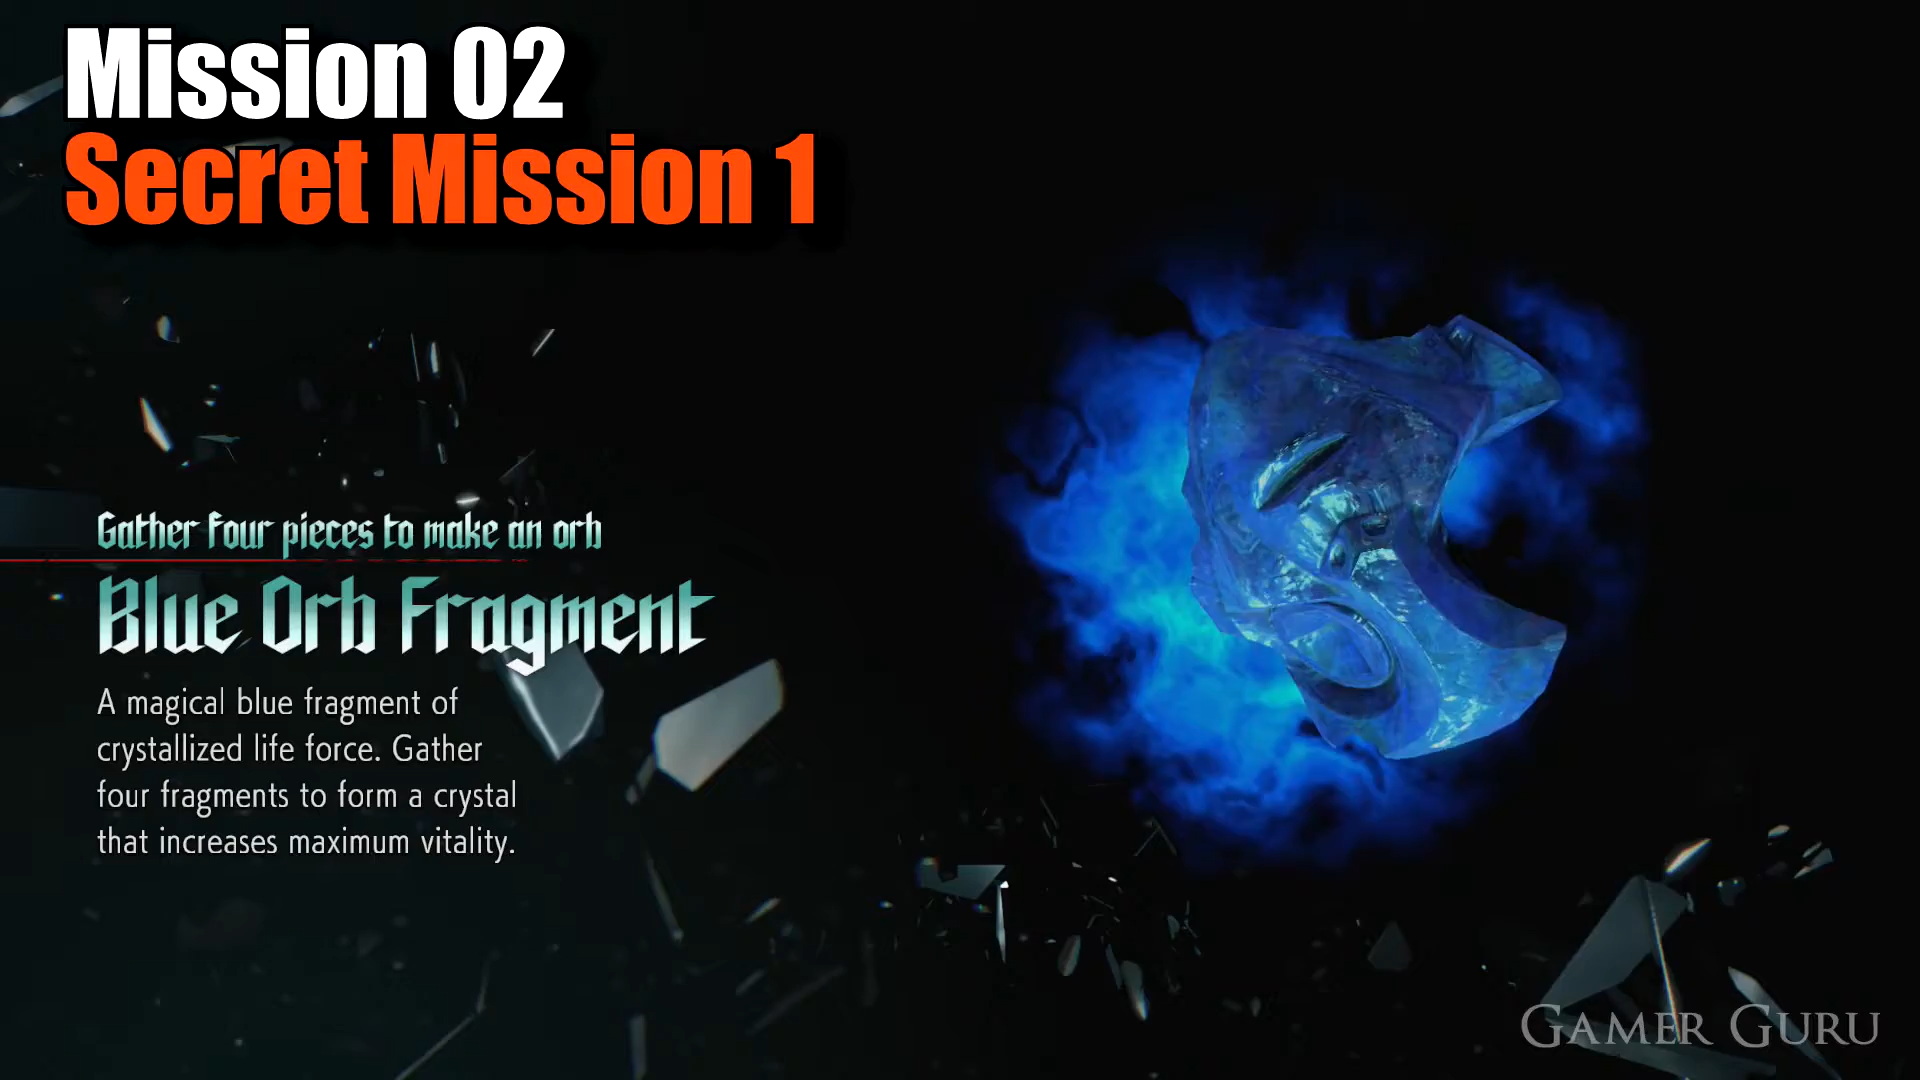 Mission 02
Secret Mission 1
Gather four pieces to make an orb
Blue Orb Fragment
A magical blue fragment of
crystallized life force. Gather
four fragments to form a crystal
that increases maximum vitality.
GAMER GURU